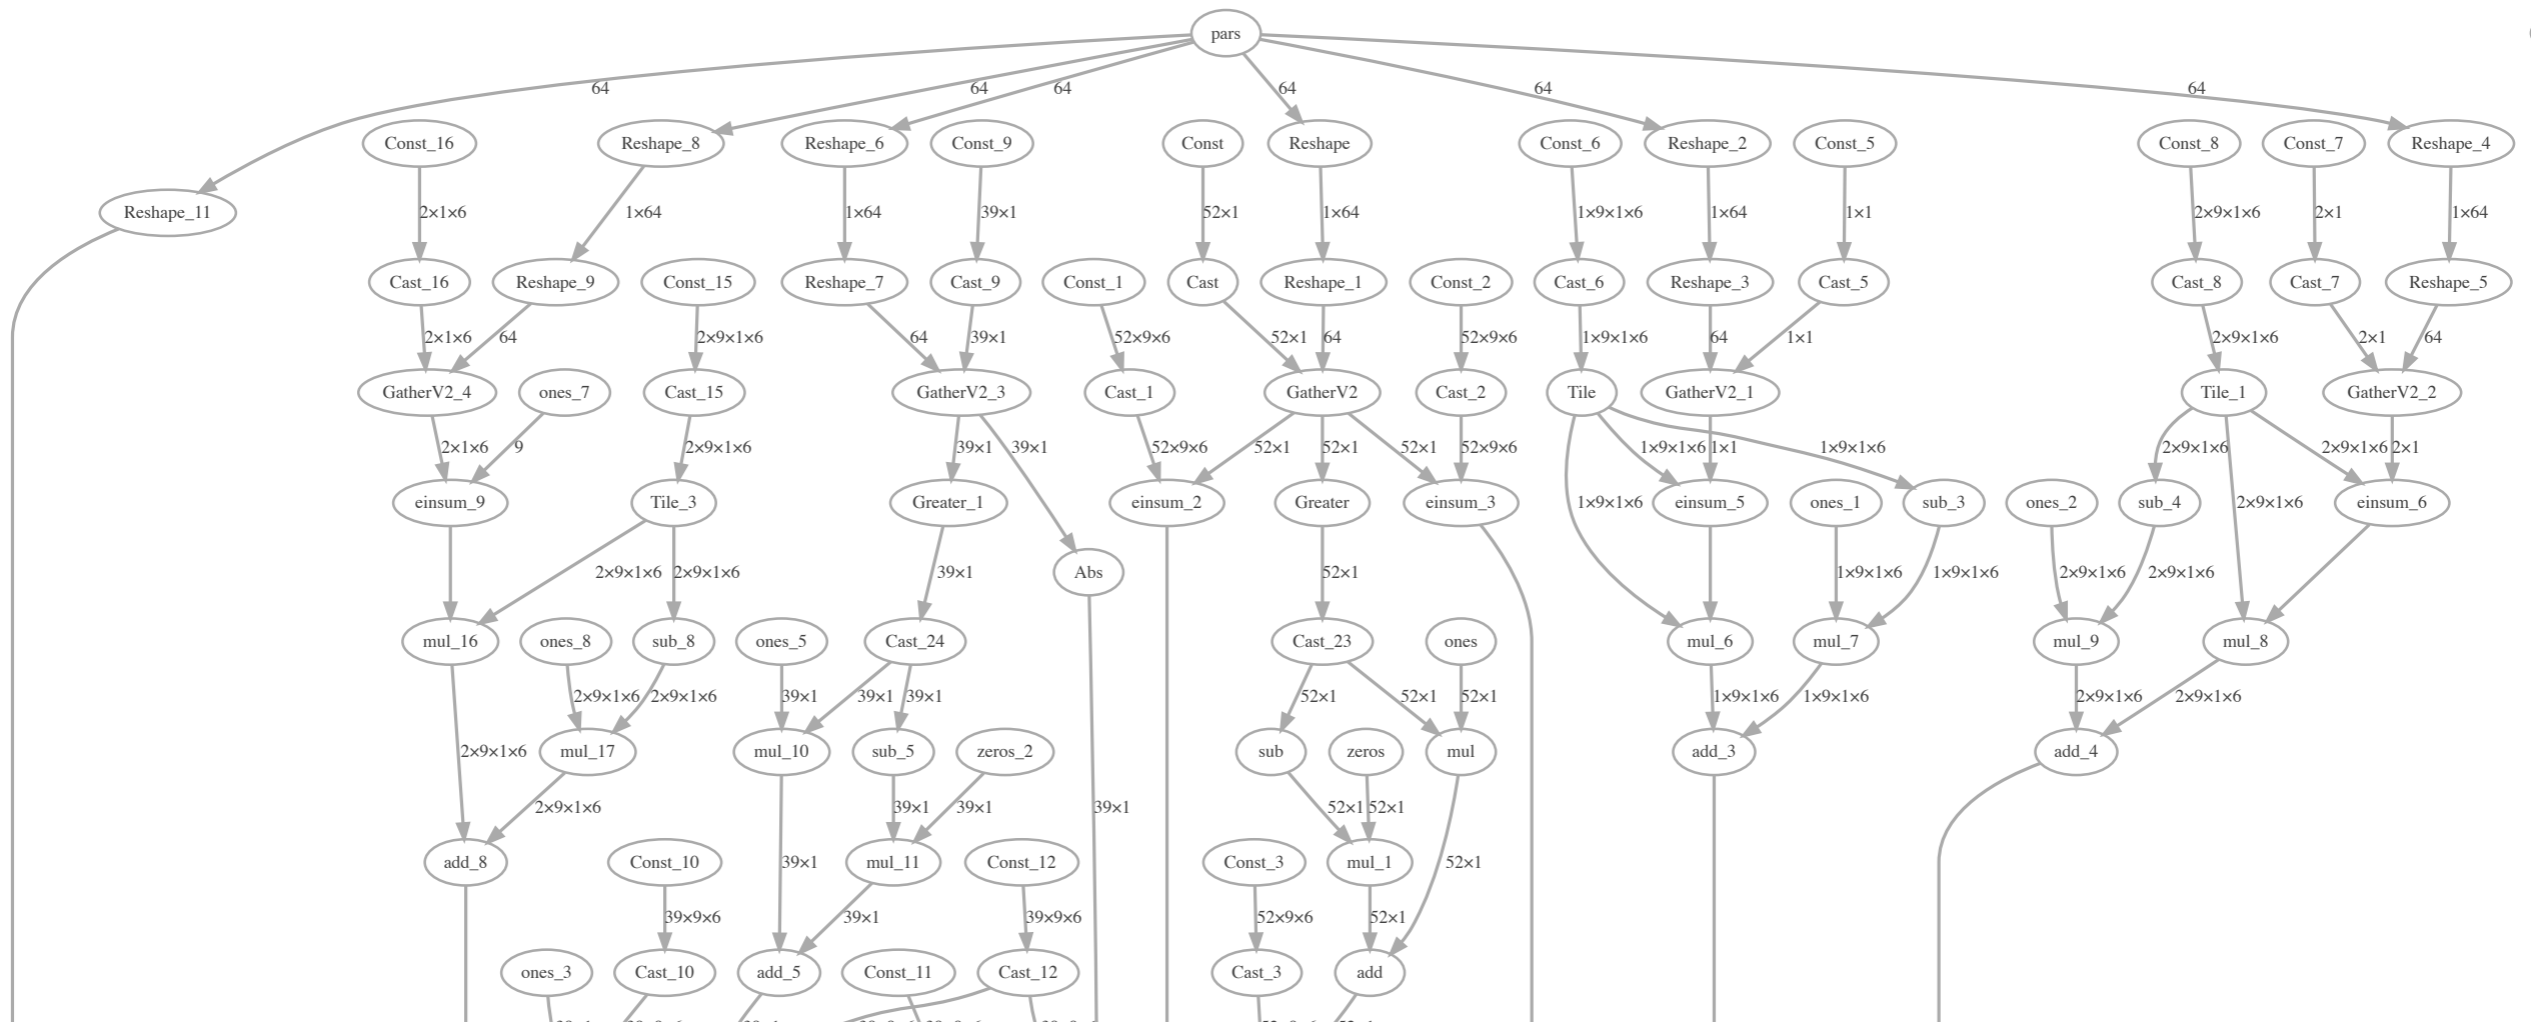 pars
64 64 64 64 64 64
Const_16 Reshape_8 Reshape_6 Const_9 Const Reshape Const_6 Reshape_2 Const_5 Const_8 Const_7 Reshape_4
Reshape_11 2×1×6 1×64 1×64 39×1 52×1 1×64 1×9×1×6 1×64 1×1 2×9×1×6 2×1 1×64
Cast_16 Reshape_9 Const_15 Reshape_7 Cast_9 Const_1 Cast Reshape_1 Const_2 Cast_6 Reshape_3 Cast_5 Cast_8 Cast_7 Reshape_5
2×1×6 64 2×9×1×6 64 39×1 52×9×6 52×1 64 52×9×6 1×9×1×6 64 1×1 2×9×1×6 2×1 64
GatherV2_4 ones_7 Cast_15 GatherV2_3 Cast_1 GatherV2 Cast_2 Tile GatherV2_1 Tile_1 GatherV2_2
2×1×6 9 2×9×1×6 39×1 39×1 52×9×6 52×1 52×1 52×1 52×9×6 1×9×1×6 1×1 1×9×1×6 2×9×1×6 2×9×1×6 2×1
einsum_9 Tile_3 Greater_1 einsum_2 Greater einsum_3 1×9×1×6 einsum_5 ones_1 sub_3 ones_2 sub_4 2×9×1×6 einsum_6
2×9×1×6 2×9×1×6 39×1 Abs 52×1 1×9×1×6 1×9×1×6 2×9×1×6 2×9×1×6
mul_16 ones_8 sub_8 ones_5 Cast_24 Cast_23 ones mul_6 mul_7 mul_9 mul_8
2×9×1×6 2×9×1×6 39×1 39×1 39×1 52×1 52×1 52×1 1×9×1×6 1×9×1×6 2×9×1×6 2×9×1×6
2×9×1×6 mul_17 mul_10 sub_5 zeros_2 sub zeros mul add_3 add_4
2×9×1×6 39×1 39×1 39×1 52×1 52×1
add_8 Const_10 39×1 mul_11 Const_12 Const_3 mul_1 52×1
39×9×6 39×1 39×9×6 52×9×6 52×1
ones_3 Cast_10 add_5 Const_11 Cast_12 Cast_3 add